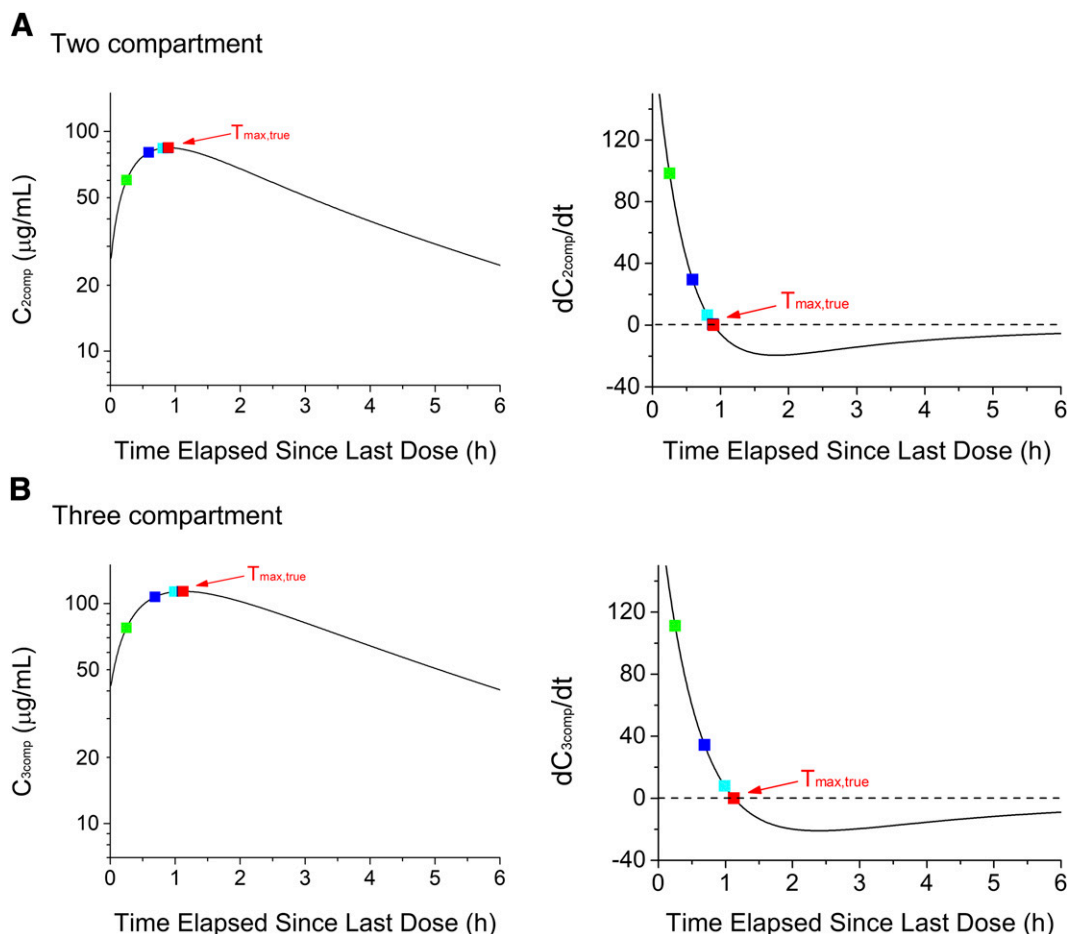 A
Two compartment
100
50
20
10
C2comp (μg/mL)
Tmax,true
0 1 2 3 4 5 6
Time Elapsed Since Last Dose (h)
120
80
40
0
-40
dC2comp/dt
Tmax,true
0 1 2 3 4 5 6
Time Elapsed Since Last Dose (h)
B
Three compartment
100
50
20
10
C3comp (μg/mL)
Tmax,true
0 1 2 3 4 5 6
Time Elapsed Since Last Dose (h)
120
80
40
0
-40
dC3comp/dt
Tmax,true
0 1 2 3 4 5 6
Time Elapsed Since Last Dose (h)